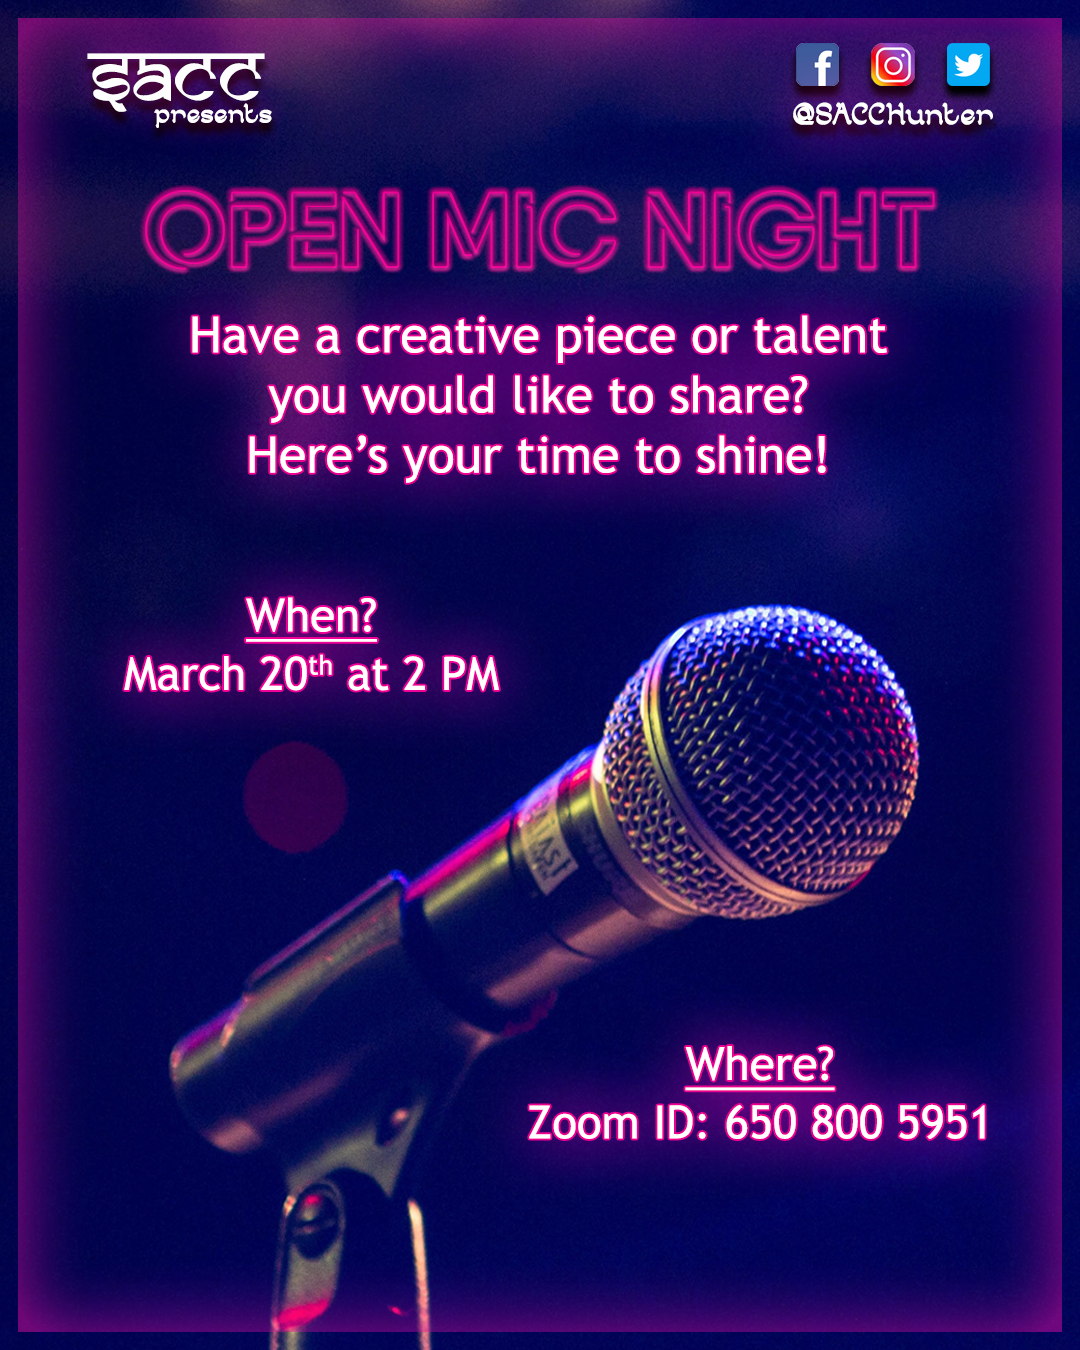 SACC
presents
@SACCHunter
OPEN MIC NIGHT
Have a creative piece or talent
you would like to share?
Here’s your time to shine!
When?
March 20th at 2 PM
Where?
Zoom ID: 650 800 5951